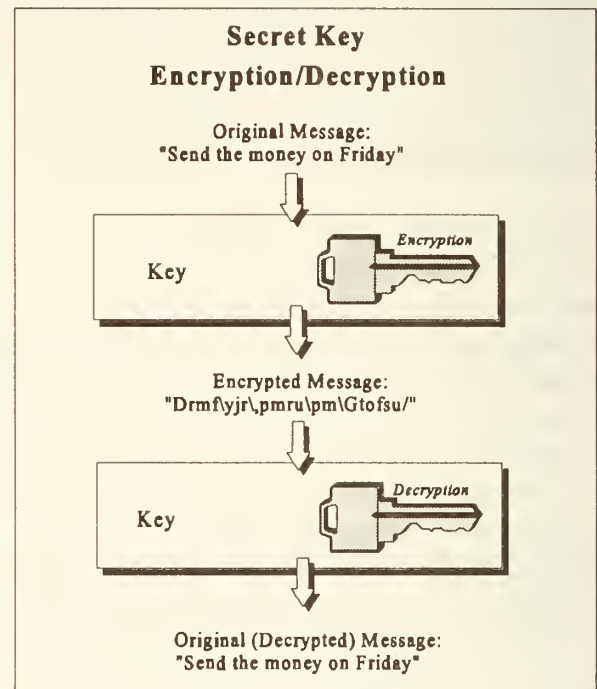 Secret Key
Encryption/Decryption
Original Message:
"Send the money on Friday"
Encryption
Key
Encrypted Message:
"Drmf\yjr\,pmru\pm\Gtofsu/"
Decryption
Key
Original (Decrypted) Message:
"Send the money on Friday"